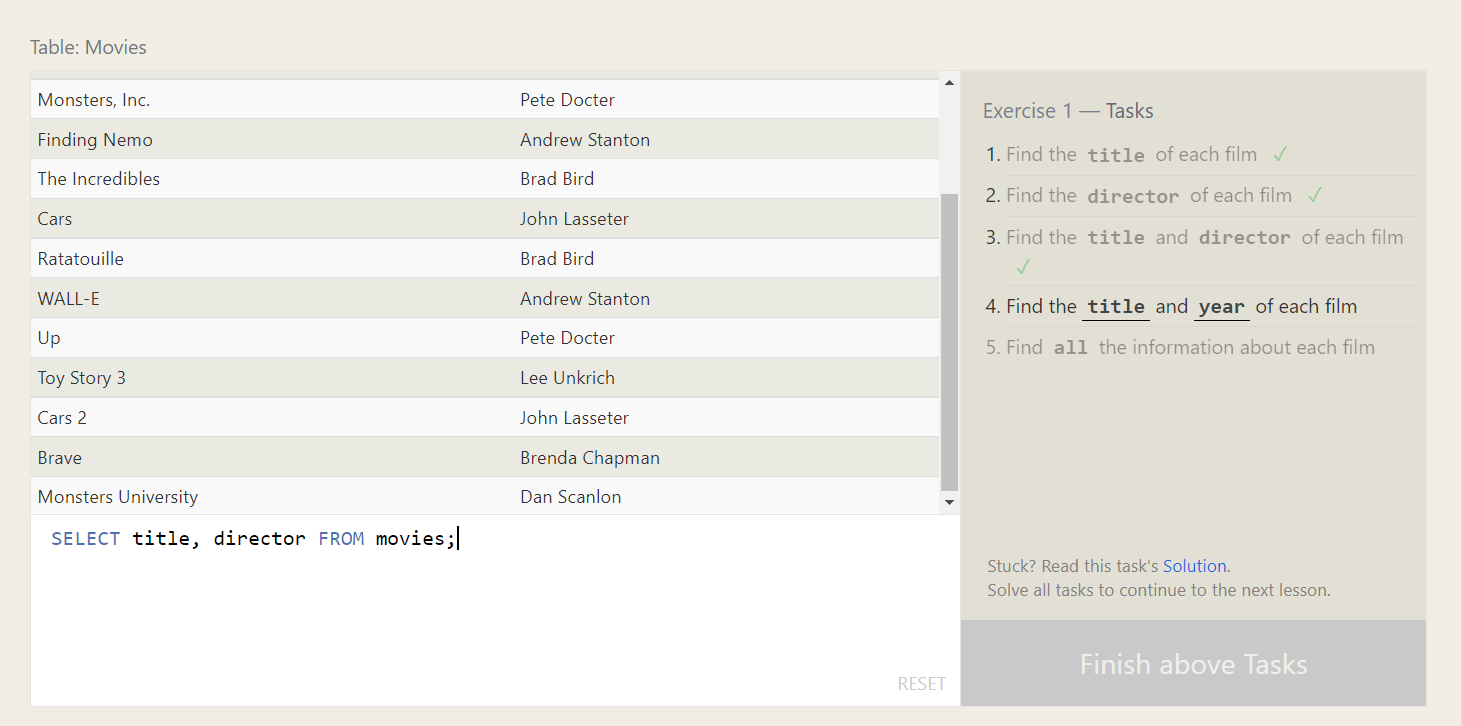 Table: Movies
Monsters, Inc. Pete Docter
Finding Nemo Andrew Stanton
The Incredibles Brad Bird
Cars John Lasseter
Ratatouille Brad Bird
WALL-E Andrew Stanton
Up Pete Docter
Toy Story 3 Lee Unkrich
Cars 2 John Lasseter
Brave Brenda Chapman
Monsters University Dan Scanlon
SELECT title, director FROM movies;
RESET
Exercise 1 — Tasks
1. Find the title of each film ✓
2. Find the director of each film ✓
3. Find the title and director of each film
✓
4. Find the title and year of each film
5. Find all the information about each film
Stuck? Read this task's Solution.
Solve all tasks to continue to the next lesson.
Finish above Tasks